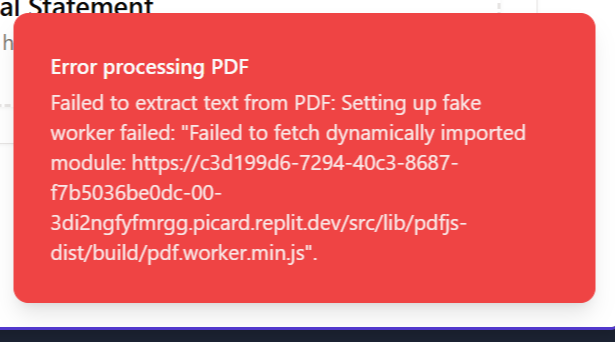 al Statement
h
Error processing PDF
Failed to extract text from PDF: Setting up fake
worker failed: "Failed to fetch dynamically imported
module: https://c3d199d6-7294-40c3-8687-
f7b5036be0dc-00-
3di2ngfyfmrgg.picard.replit.dev/src/lib/pdfjs-
dist/build/pdf.worker.min.js".